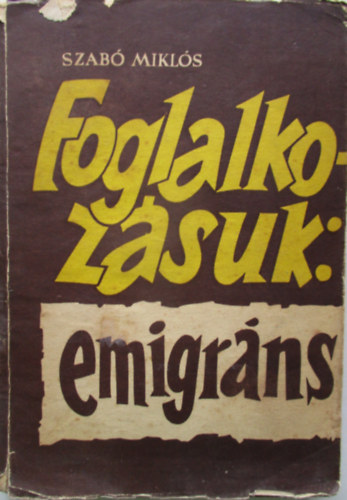 SZABÓ MIKLÓS
Foglalko-
zásuk:
emigráns